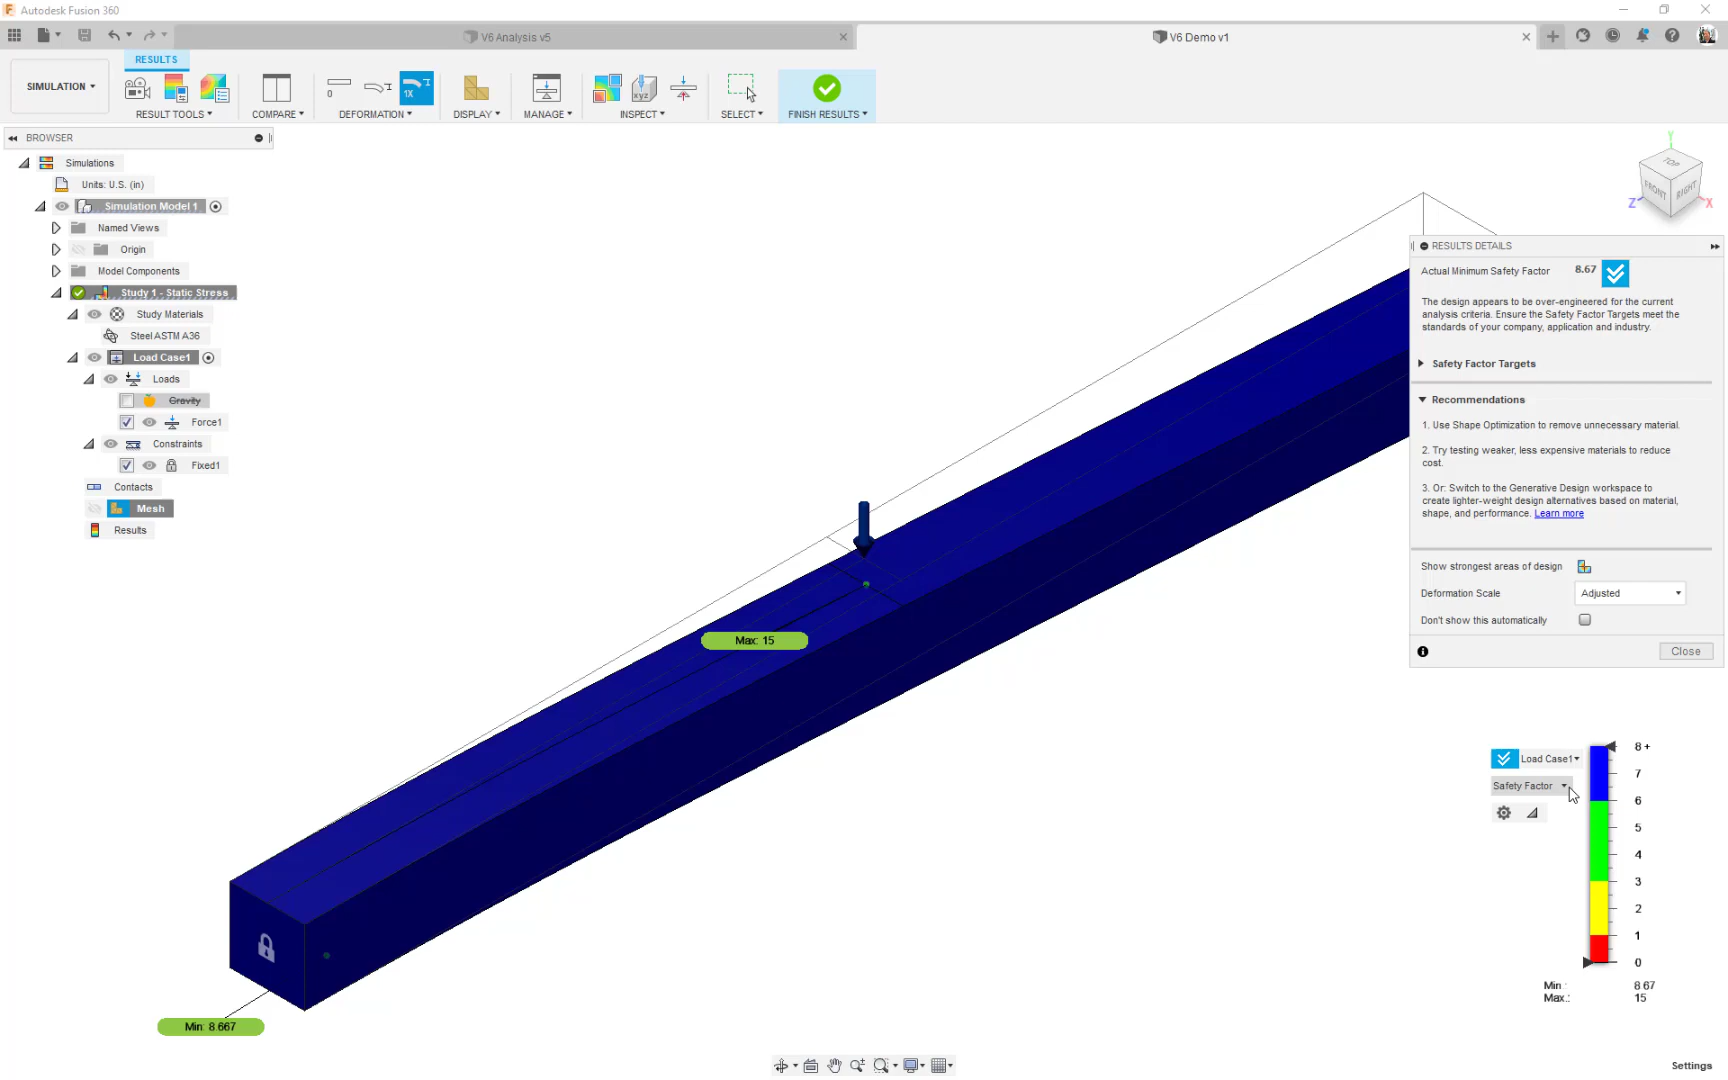 Autodesk Fusion 360
V6 Analysis v5
V6 Demo v1
RESULTS
SIMULATION
0
1X
xyz
RESULT TOOLS
COMPARE
DEFORMATION
DISPLAY
MANAGE
INSPECT
SELECT
FINISH RESULTS
BROWSER
Simulations
Units: U.S. (in)
Simulation Model 1
Named Views
Origin
Model Components
Study 1 - Static Stress
Study Materials
Steel ASTM A36
Load Case1
Loads
Gravity
Force1
Constraints
Fixed1
Contacts
Mesh
Results
Y
TOP
FRONT
RIGHT
Z
X
RESULTS DETAILS
Actual Minimum Safety Factor 8.67
The design appears to be over-engineered for the current
analysis criteria. Ensure the Safety Factor Targets meet the
standards of your company, application and industry.
Safety Factor Targets
Recommendations
1. Use Shape Optimization to remove unnecessary material.
2. Try testing weaker, less expensive materials to reduce
cost.
3. Or: Switch to the Generative Design workspace to
create lighter-weight design alternatives based on material,
shape, and performance. Learn more
Show strongest areas of design
Deformation Scale Adjusted
Don't show this automatically
Close
Max: 15
Min: 8.667
Load Case1
Safety Factor
8 +
7
6
5
4
3
2
1
0
Min.: 8.67
Max.: 15
Settings